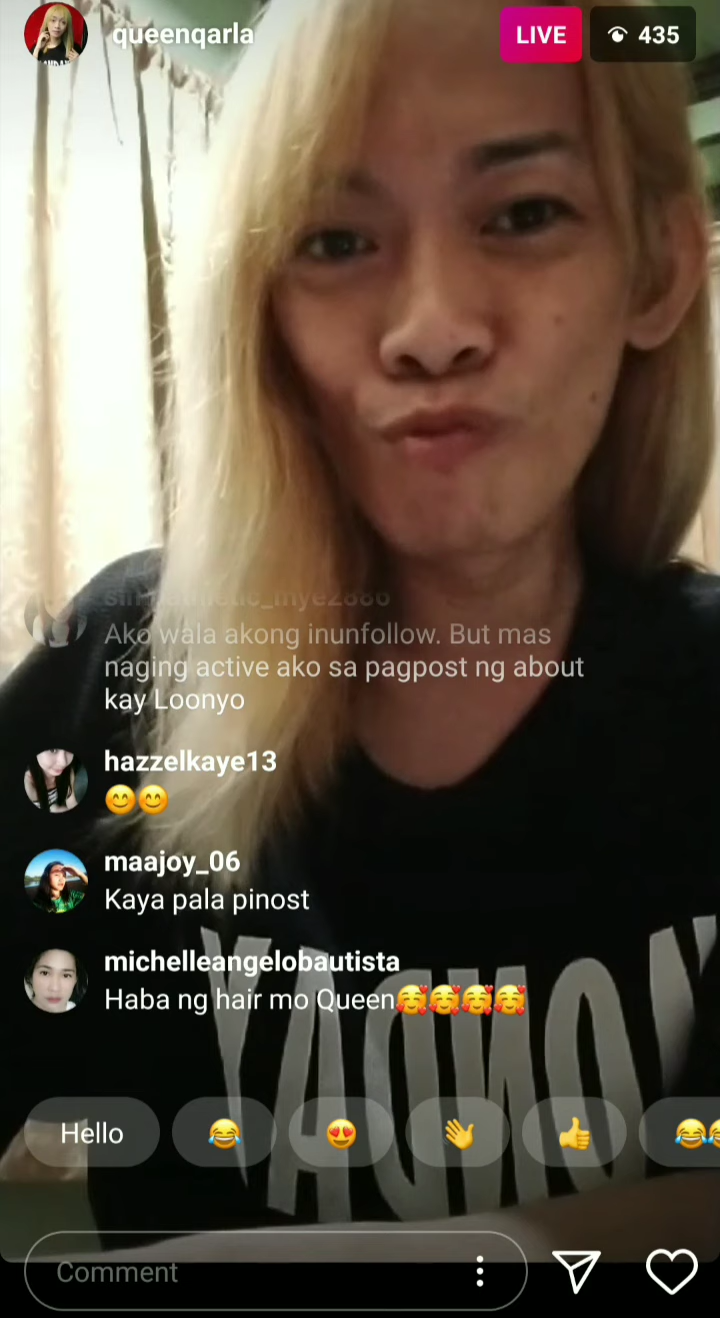 queenqarla
LIVE
435
Ako wala akong inunfollow. But mas
naging active ako sa pagpost ng about
kay Loonyo
hazzelkaye13
😊😊
maajoy_06
Kaya pala pinost
michelleangelobautista
Haba ng hair mo Queen🥰🥰🥰🥰
YADNOM
Hello
Comment